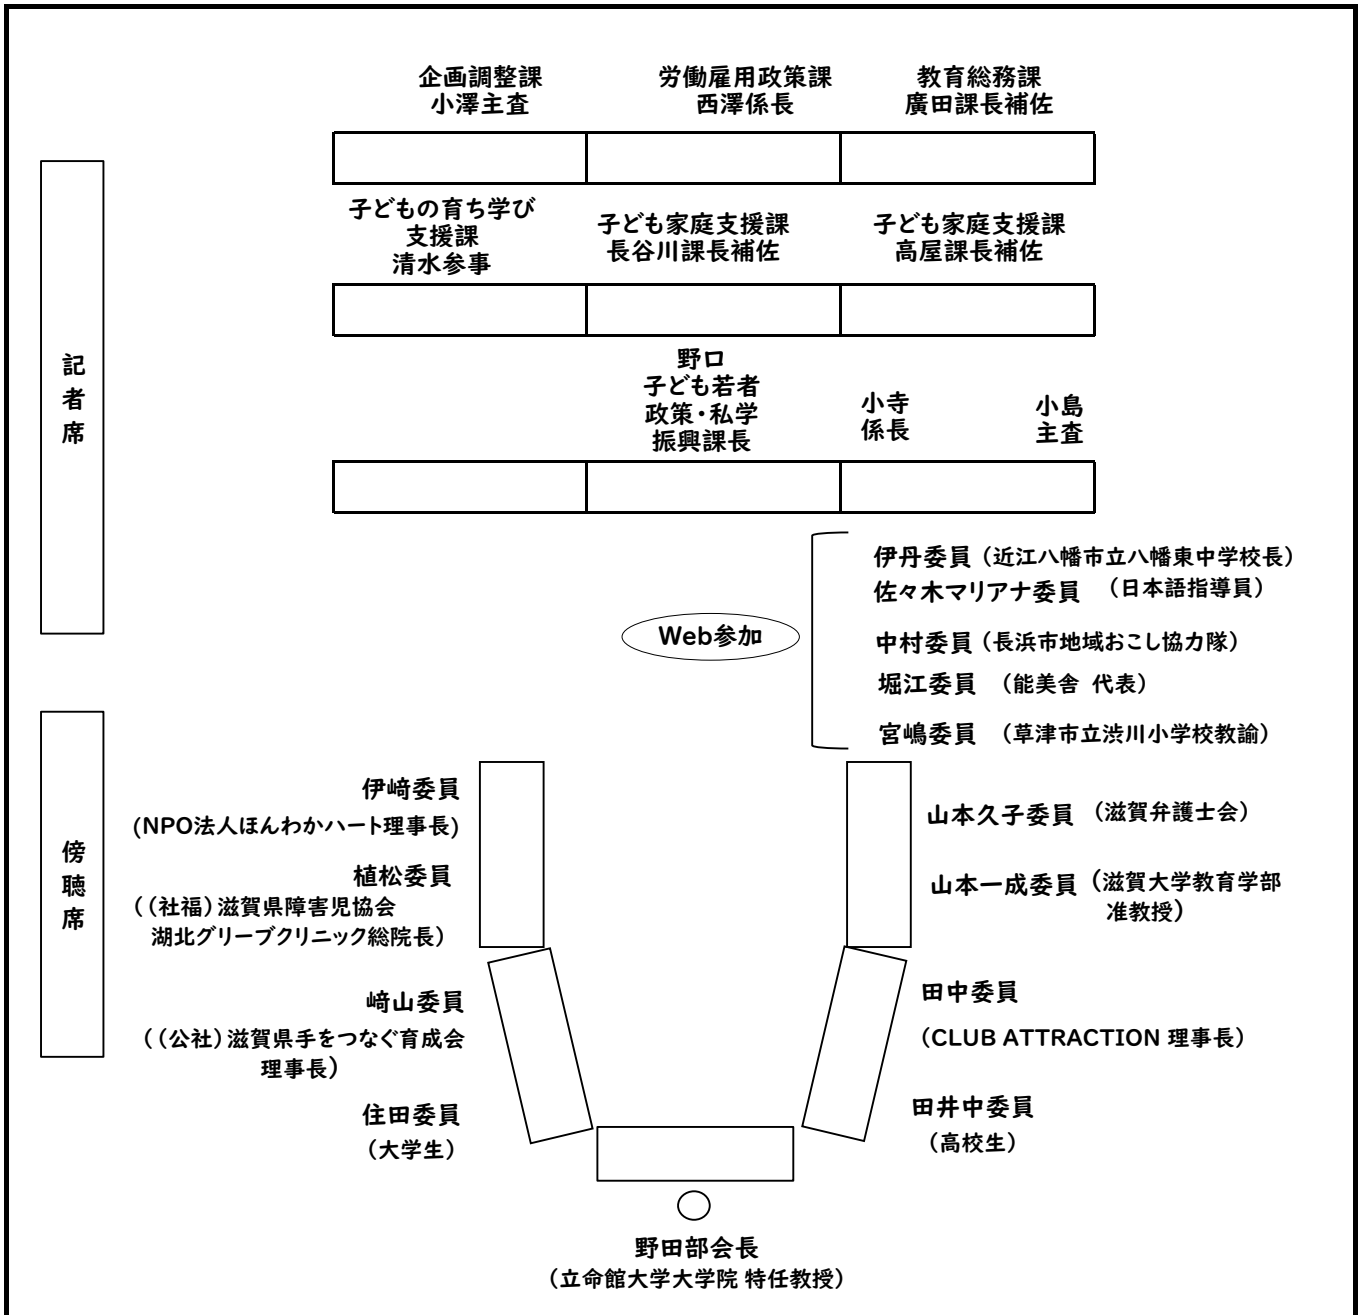 企画調整課
小澤主査
労働雇用政策課
西澤係長
教育総務課
廣田課長補佐
子どもの育ち学び
支援課
清水参事
子ども家庭支援課
長谷川課長補佐
子ども家庭支援課
高屋課長補佐
野口
子ども若者
政策・私学
振興課長
小寺
係長
小島
主査
記者席
Web参加
伊丹委員（近江八幡市立八幡東中学校長）
佐々木マリアナ委員（日本語指導員）
中村委員（長浜市地域おこし協力隊）
堀江委員（能美舎 代表）
宮嶋委員（草津市立渋川小学校教諭）
傍聴席
伊﨑委員
(NPO法人ほんわかハート理事長)
植松委員
（（社福）滋賀県障害児協会
湖北グリーブクリニック総院長）
﨑山委員
（（公社）滋賀県手をつなぐ育成会
理事長）
住田委員
（大学生）
山本久子委員（滋賀弁護士会）
山本一成委員（滋賀大学教育学部
准教授）
田中委員
（CLUB ATTRACTION 理事長）
田井中委員
（高校生）
野田部会長
（立命館大学大学院 特任教授）